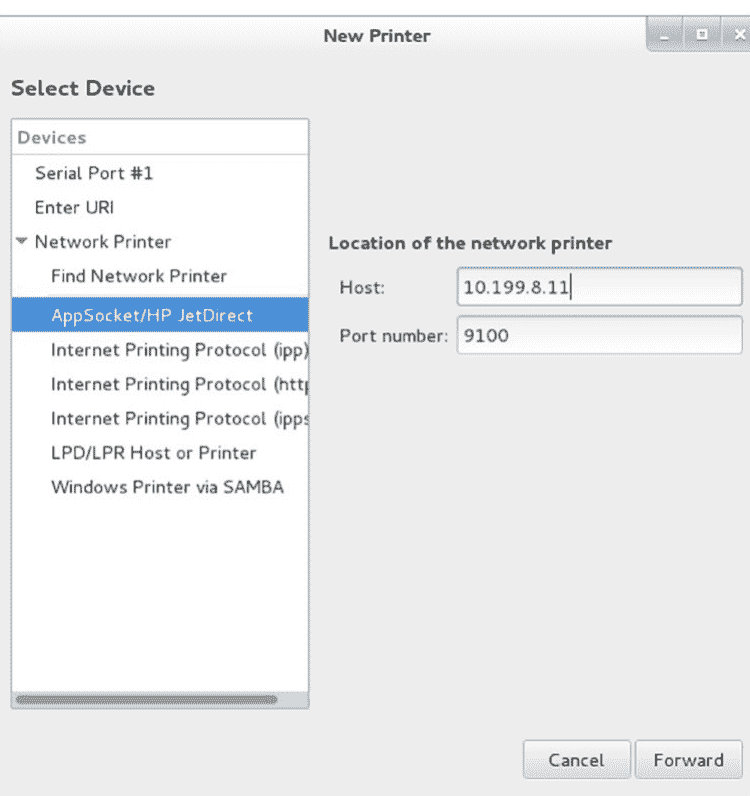 New Printer
Select Device
Devices
Serial Port #1
Enter URI
Network Printer
Find Network Printer
AppSocket/HP JetDirect
Internet Printing Protocol (ipp)
Internet Printing Protocol (http
Internet Printing Protocol (ipps
LPD/LPR Host or Printer
Windows Printer via SAMBA
Location of the network printer
Host: 10.199.8.11
Port number: 9100
Cancel Forward